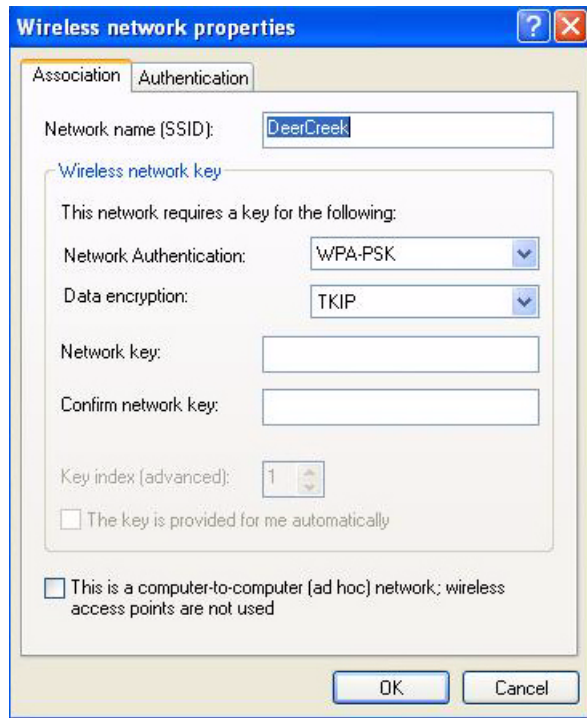 Wireless network properties
?
Association
Authentication
Network name (SSID):
DeerCreek
Wireless network key
This network requires a key for the following:
Network Authentication:
WPA-PSK
Data encryption:
TKIP
Network key:
Confirm network key:
Key index (advanced):
1
The key is provided for me automatically
This is a computer-to-computer (ad hoc) network; wireless
access points are not used
OK
Cancel